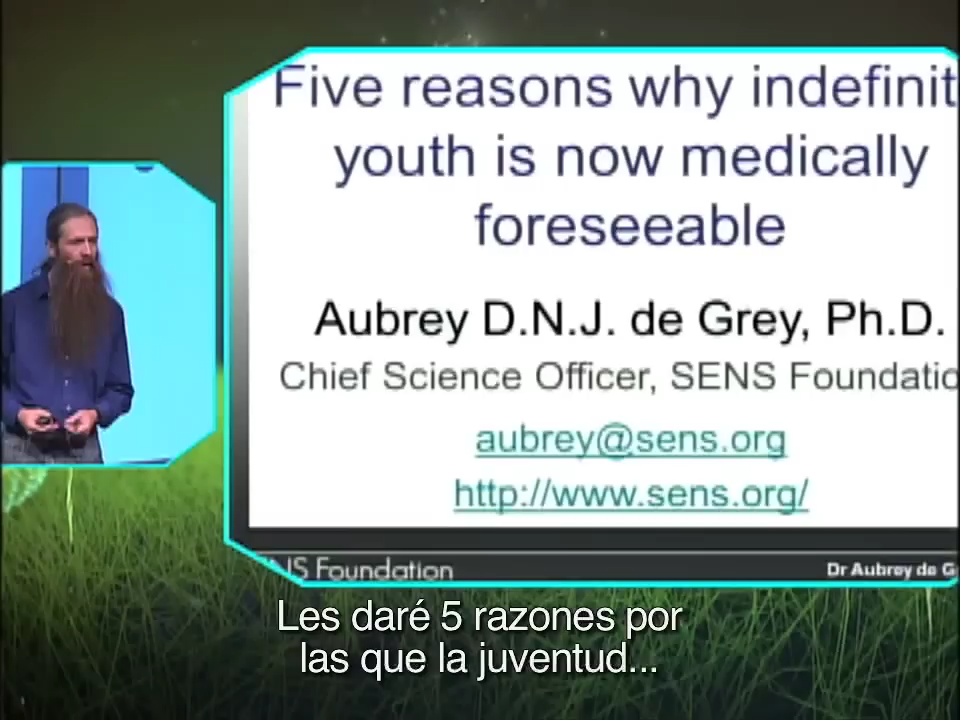 Five reasons why indefinit
youth is now medically
foreseeable
Aubrey D.N.J. de Grey, Ph.D.
Chief Science Officer, SENS Foundatio
aubrey@sens.org
http://www.sens.org/
NS Foundation
Dr Aubrey de G
Les daré 5 razones por
las que la juventud...